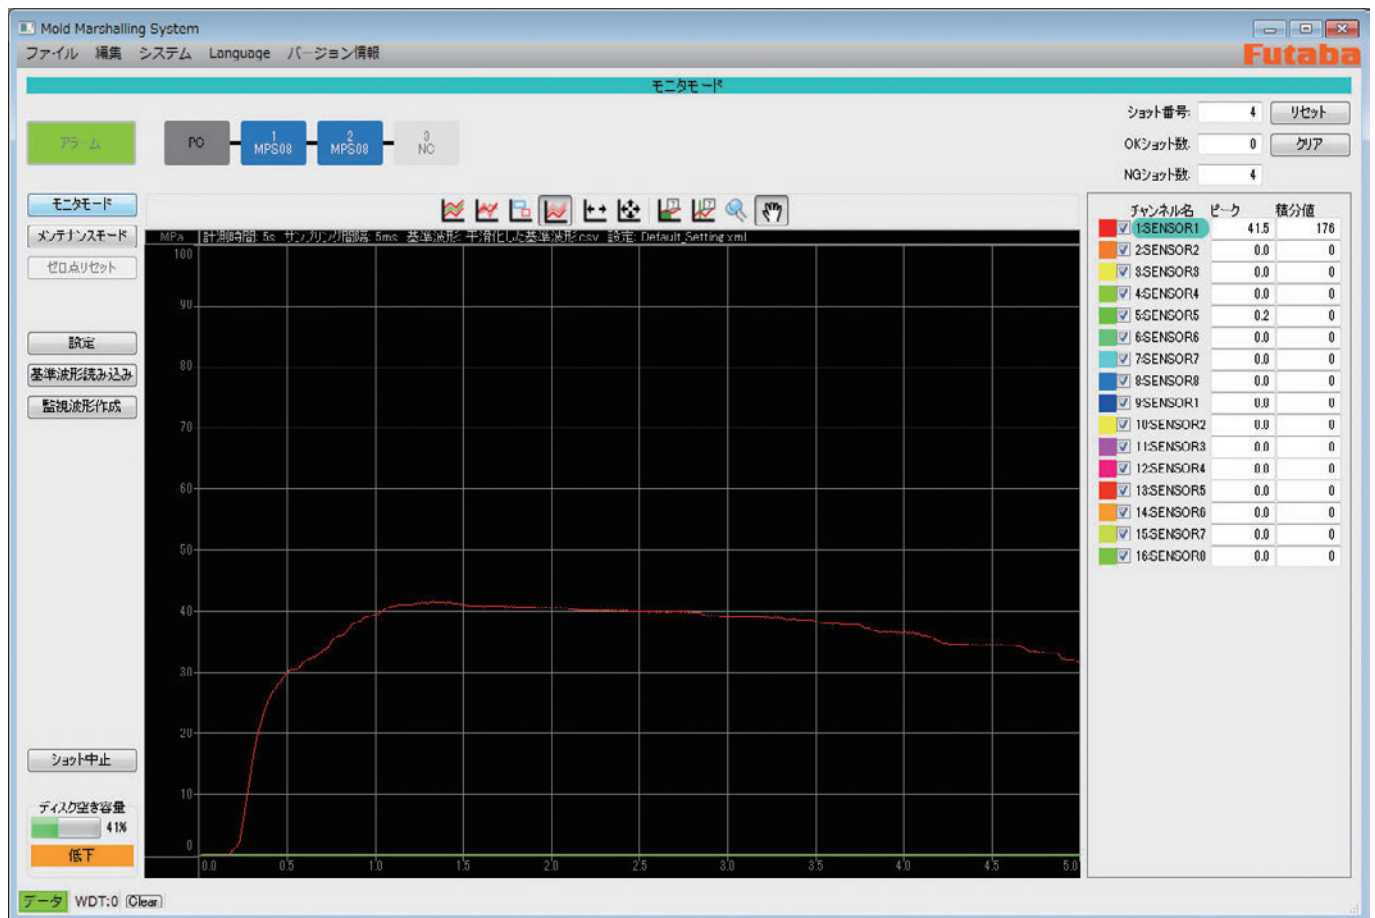 Mold Marshalling System
ファイル 編集 システム Language バージョン情報
Futaba
モニタモード
アラーム
PC
1
MPS08
2
MPS08
3
NC
ショット番号: 4 リセット
OKショット数: 0 クリア
NGショット数: 4
モニタモード
メンテナンスモード
ゼロ点リセット
設定
基準波形読み込み
監視波形作成
ショット中止
ディスク空き容量
41%
低下
MPa 計測時間: 5s サンプリング間隔: 5ms 基準波形: 平滑化した基準波形.csv 設定: Default_Setting.xml
100
90
80
70
60
50
40
30
20
10
0
0.0 0.5 1.0 1.5 2.0 2.5 3.0 3.5 4.0 4.5 5.0
チャンネル名 ピーク 積分値
1:SENSOR1 41.5 176
2:SENSOR2 0.0 0
3:SENSOR3 0.0 0
4:SENSOR4 0.0 0
5:SENSOR5 0.2 0
6:SENSOR6 0.0 0
7:SENSOR7 0.0 0
8:SENSOR8 0.0 0
9:SENSOR1 0.0 0
10:SENSOR2 0.0 0
11:SENSOR3 0.0 0
12:SENSOR4 0.0 0
13:SENSOR5 0.0 0
14:SENSOR6 0.0 0
15:SENSOR7 0.0 0
16:SENSOR8 0.0 0
データ WDT:0 Clear